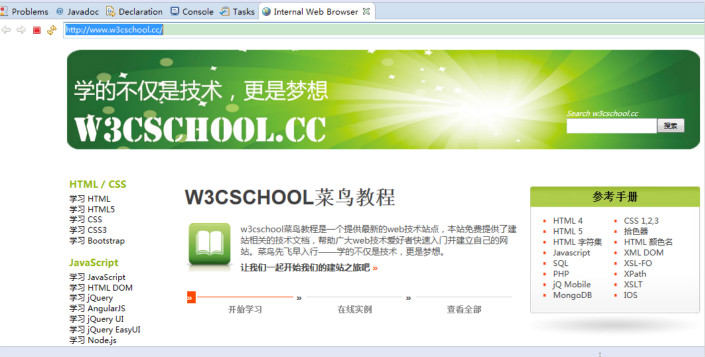 Problems @ Javadoc Declaration Console Tasks Internal Web Browser
http://www.w3cschool.cc/
学的不仅是技术，更是梦想
W3CSCHOOL.CC
Search w3cschool.cc
搜索
HTML / CSS
学习 HTML
学习 HTML5
学习 CSS
学习 CSS3
学习 Bootstrap
JavaScript
学习 JavaScript
学习 HTML DOM
学习 jQuery
学习 AngularJS
学习 jQuery UI
学习 jQuery EasyUI
学习 Node.js
W3CSCHOOL菜鸟教程
w3cschool菜鸟教程是一个提供最新的web技术站点，本站免费提供了建
站相关的技术文档，帮助广大web技术爱好者快速入门并建立自己的网
站。菜鸟先飞早入行——学的不仅是技术，更是梦想。
让我们一起开始我们的建站之旅吧 »
» » »
开始学习 在线实例 查看全部
参考手册
HTML 4 CSS 1,2,3
HTML 5 拾色器
HTML 字符集 HTML 颜色名
Javascript XML DOM
SQL XSL-FO
PHP XPath
jQ Mobile XSLT
MongoDB IOS